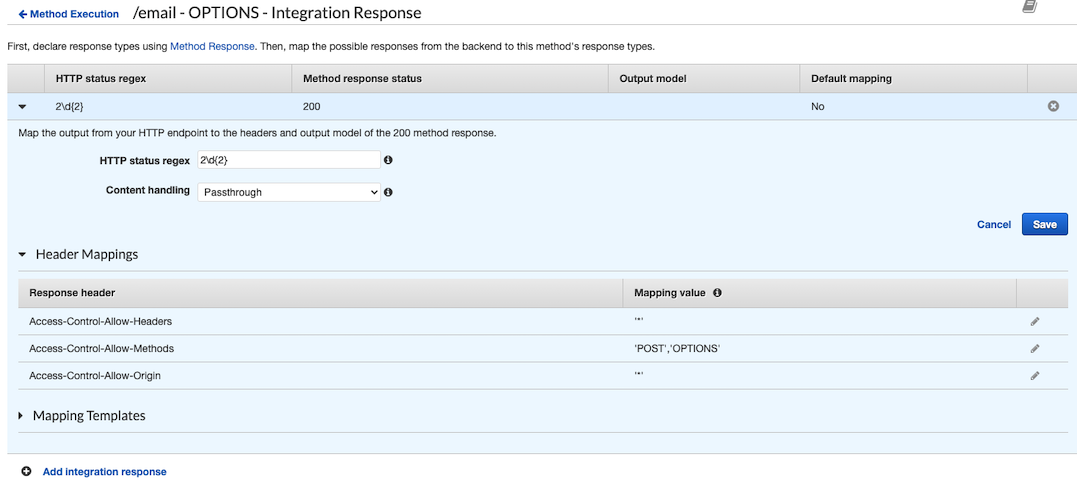 Method Execution /email - OPTIONS - Integration Response
First, declare response types using Method Response. Then, map the possible responses from the backend to this method's response types.
HTTP status regex Method response status Output model Default mapping
2\d{2} 200 No
Map the output from your HTTP endpoint to the headers and output model of the 200 method response.
HTTP status regex 2\d{2}
Content handling Passthrough
Cancel Save
Header Mappings
Response header Mapping value
Access-Control-Allow-Headers '*'
Access-Control-Allow-Methods 'POST','OPTIONS'
Access-Control-Allow-Origin '*'
Mapping Templates
Add integration response